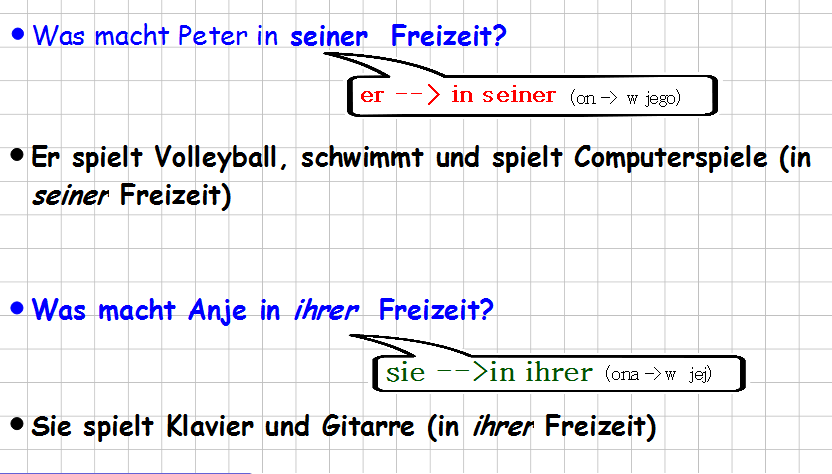 • Was macht Peter in seiner Freizeit?
er --> in seiner (on -> w jego)
• Er spielt Volleyball, schwimmt und spielt Computerspiele (in
seiner Freizeit)
• Was macht Anje in ihrer Freizeit?
sie -->in ihrer (ona -> w jej)
• Sie spielt Klavier und Gitarre (in ihrer Freizeit)